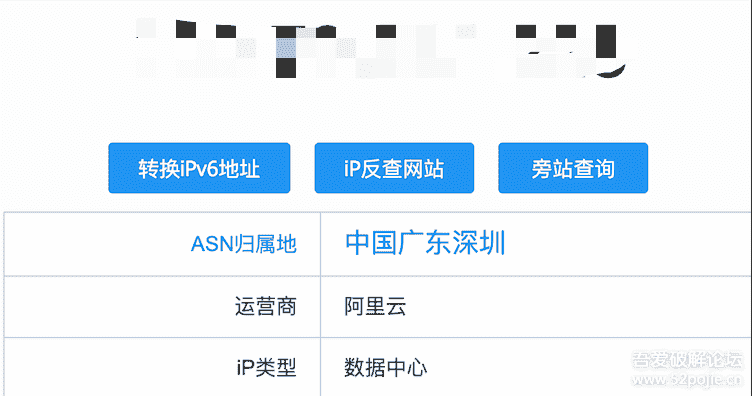 转换iPv6地址 iP反查网站 旁站查询
ASN归属地 中国广东深圳
运营商 阿里云
iP类型 数据中心
吾爱破解论坛
www.52pojie.cn